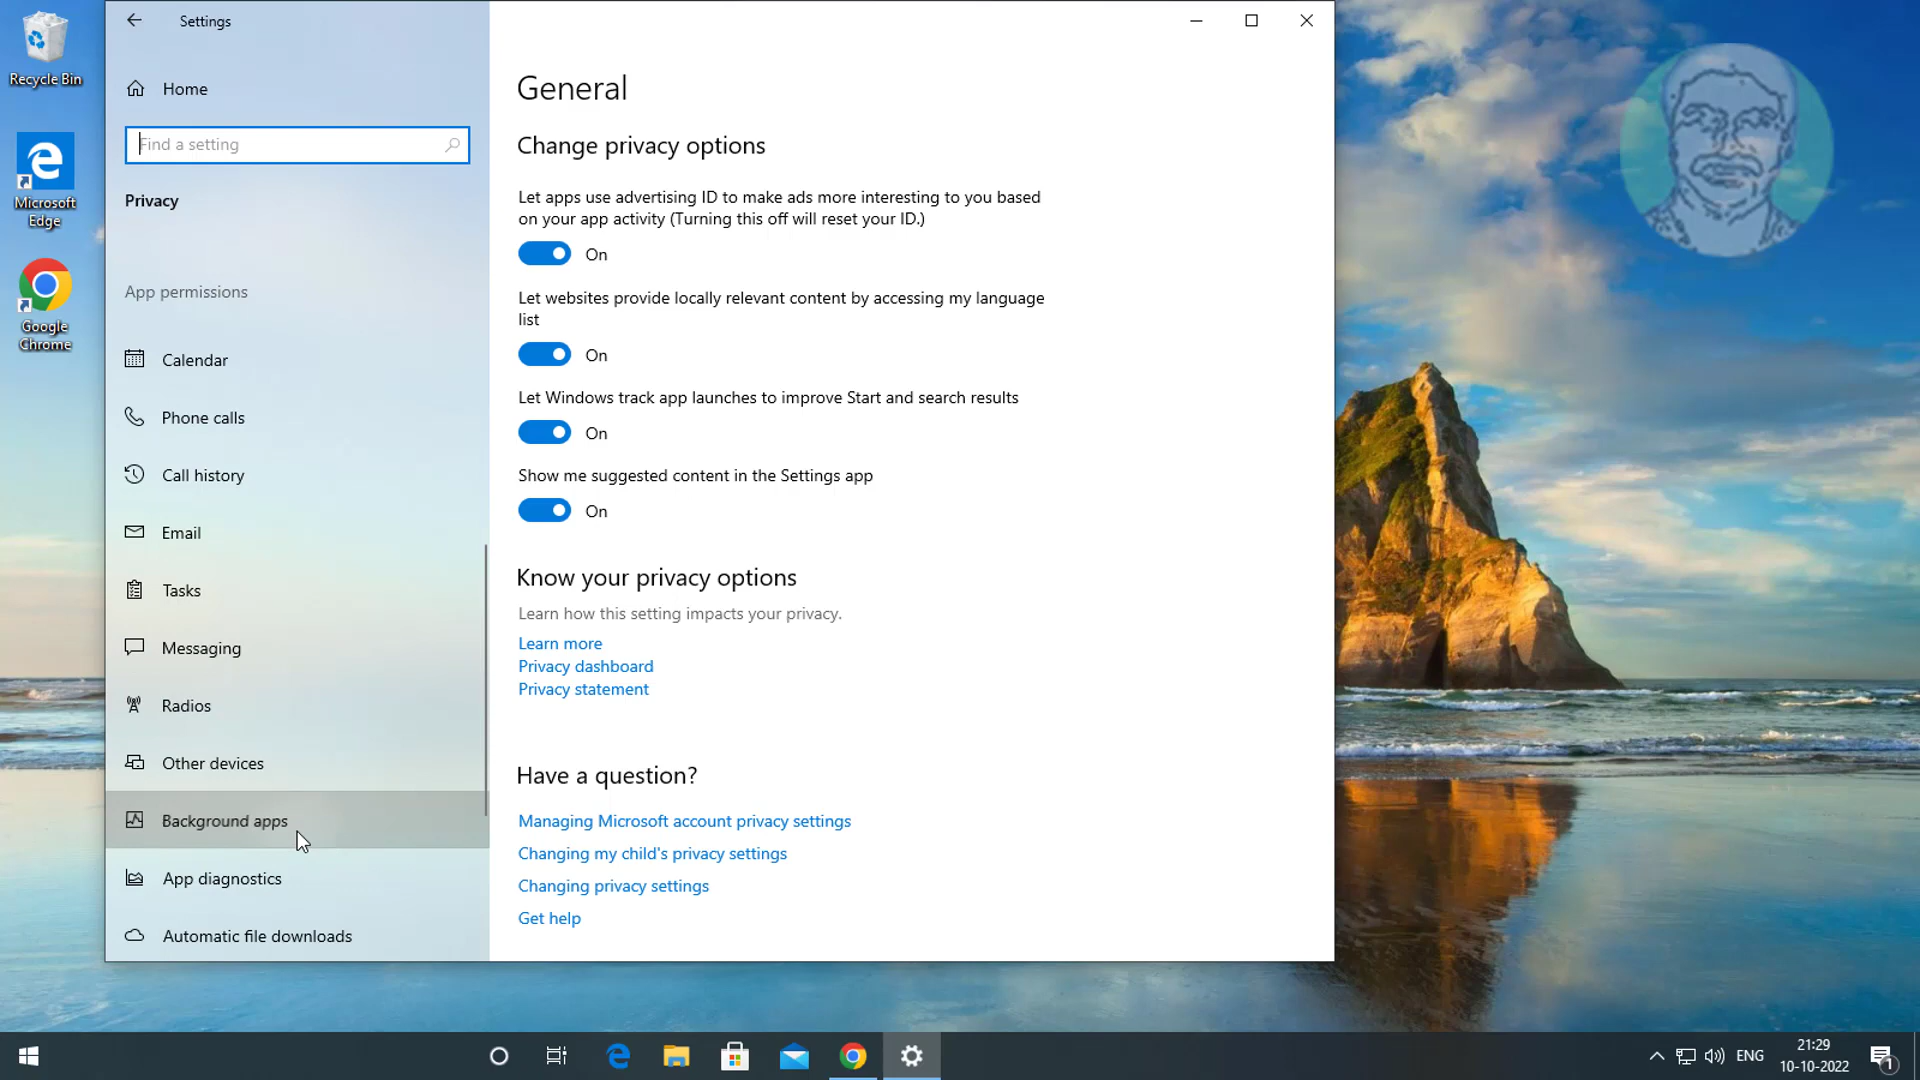 Recycle Bin
Microsoft
Edge
Google
Chrome
Settings
Home
Find a setting
Privacy
App permissions
Calendar
Phone calls
Call history
Email
Tasks
Messaging
Radios
Other devices
Background apps
App diagnostics
Automatic file downloads
General
Change privacy options
Let apps use advertising ID to make ads more interesting to you based
on your app activity (Turning this off will reset your ID.)
On
Let websites provide locally relevant content by accessing my language
list
On
Let Windows track app launches to improve Start and search results
On
Show me suggested content in the Settings app
On
Know your privacy options
Learn how this setting impacts your privacy.
Learn more
Privacy dashboard
Privacy statement
Have a question?
Managing Microsoft account privacy settings
Changing my child's privacy settings
Changing privacy settings
Get help
ENG
21:29
10-10-2022
1